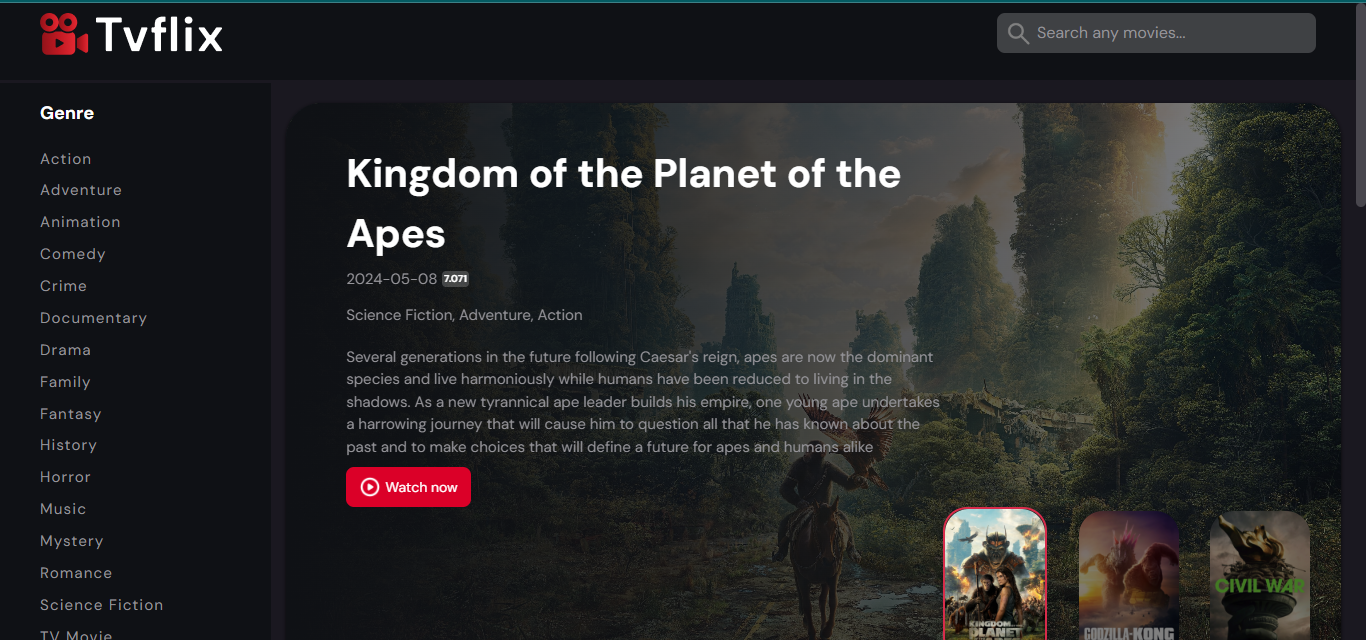 Tvflix
Search any movies...
Genre
Action
Adventure
Animation
Comedy
Crime
Documentary
Drama
Family
Fantasy
History
Horror
Music
Mystery
Romance
Science Fiction
TV Movie
Kingdom of the Planet of the
Apes
2024-05-08 7.071
Science Fiction, Adventure, Action
Several generations in the future following Caesar's reign, apes are now the dominant
species and live harmoniously while humans have been reduced to living in the
shadows. As a new tyrannical ape leader builds his empire, one young ape undertakes
a harrowing journey that will cause him to question all that he has known about the
past and to make choices that will define a future for apes and humans alike
Watch now
KINGDOM
PLANET
GODZILLA-KONG
CIVIL WAR